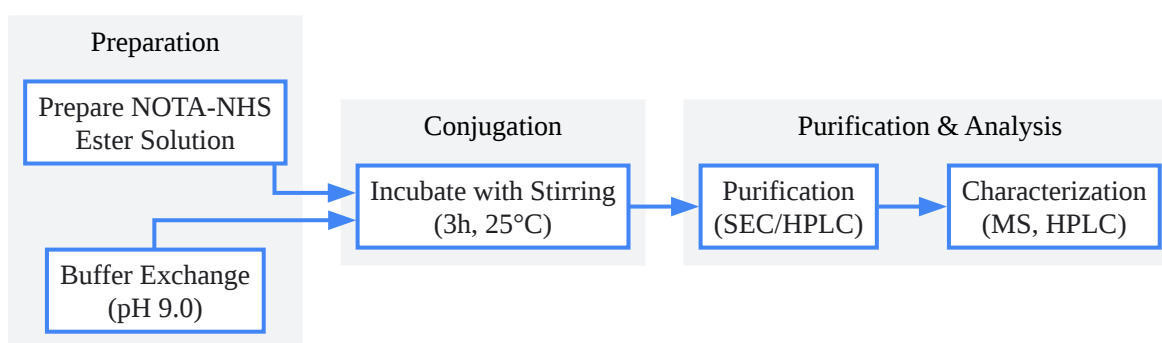 Preparation
Prepare NOTA-NHS
Ester Solution
Buffer Exchange
(pH 9.0)
Conjugation
Incubate with Stirring
(3h, 25°C)
Purification & Analysis
Purification
(SEC/HPLC)
Characterization
(MS, HPLC)